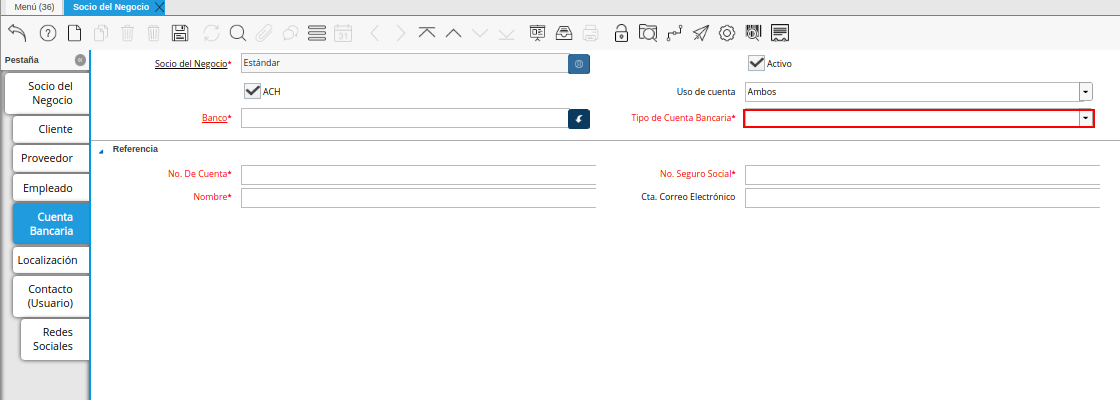 Menú (36)
Socio del Negocio
?
31
Pestaña
Socio del
Negocio
Cliente
Proveedor
Empleado
Cuenta
Bancaria
Localización
Contacto
(Usuario)
Redes
Sociales
Socio del Negocio*
Estándar
Activo
ACH
Uso de cuenta
Ambos
Banco*
Tipo de Cuenta Bancaria*
Referencia
No. De Cuenta*
No. Seguro Social*
Nombre*
Cta. Correo Electrónico